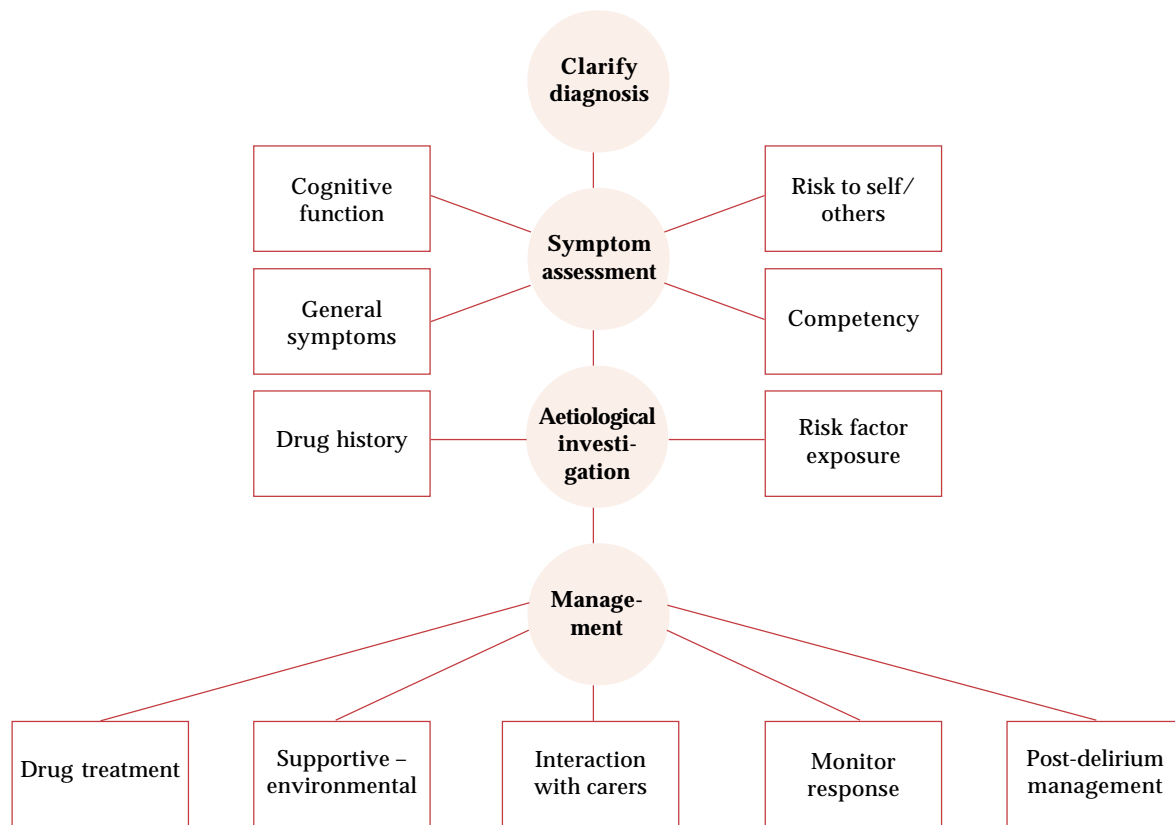 Clarify
diagnosis
Cognitive
function
Risk to self/
others
Symptom
assessment
General
symptoms
Competency
Drug history
Aetiological
investi-
gation
Risk factor
exposure
Manage-
ment
Drug treatment
Supportive –
environmental
Interaction
with carers
Monitor
response
Post-delirium
management